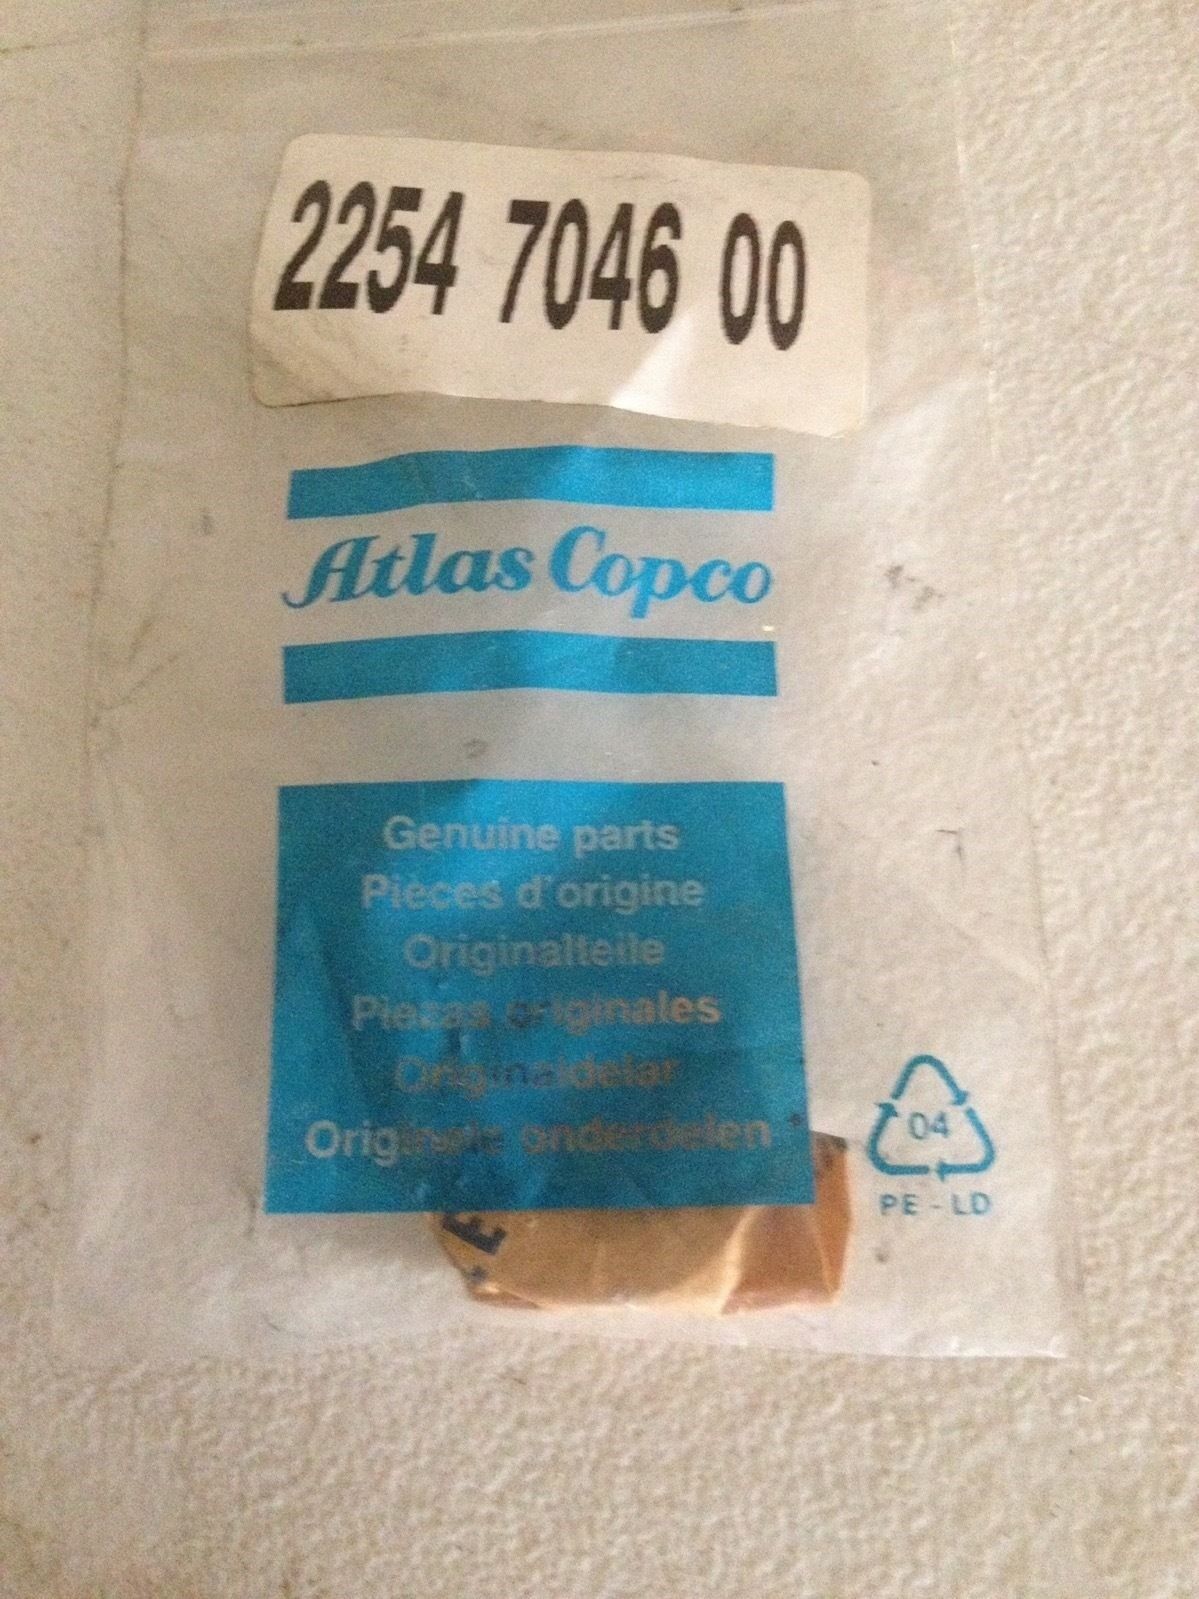 2254 7046 00
Atlas Copco
Genuine parts
Pièces d'origine
Originalteile
Piezas originales
Originaldelar
Originele onderdelen
04
PE - LD